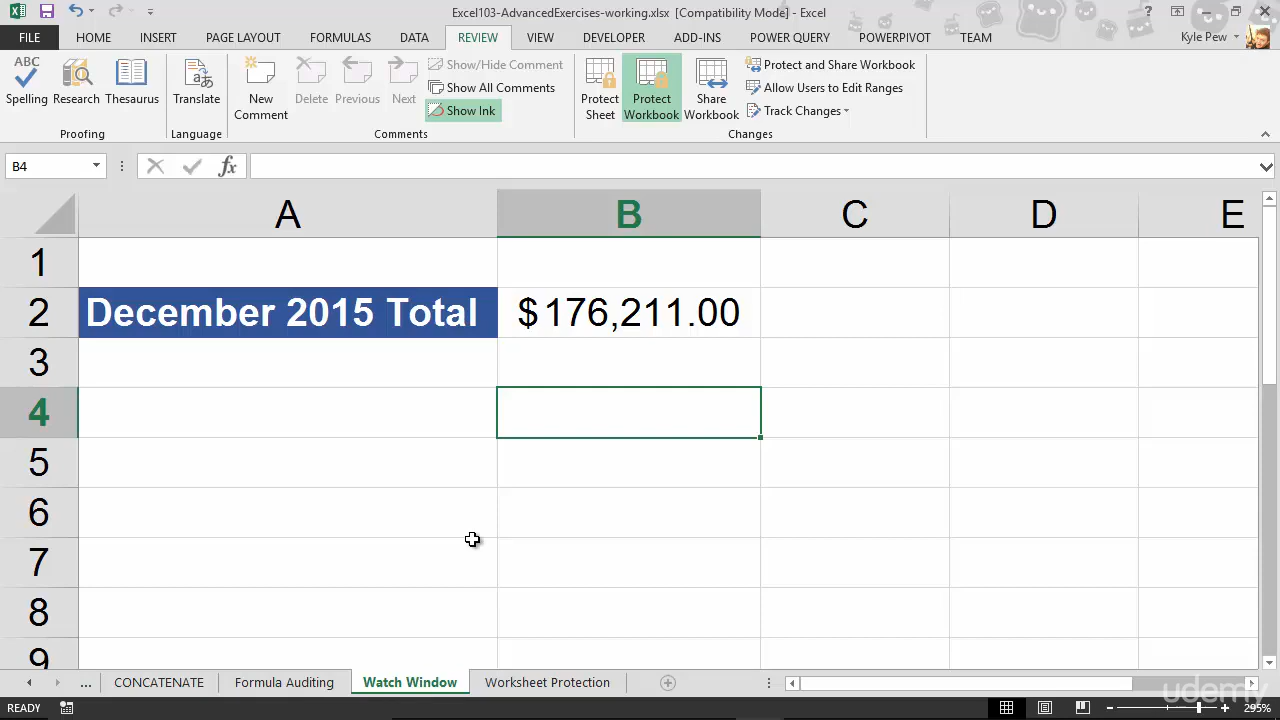 Excel103-AdvancedExercises-working.xlsx [Compatibility Mode] - Excel
FILE HOME INSERT PAGE LAYOUT FORMULAS DATA REVIEW VIEW DEVELOPER ADD-INS POWER QUERY POWERPIVOT TEAM Kyle Pew
ABC
Spelling Research Thesaurus
Proofing
Translate
Language
New Comment Delete Previous Next
Show/Hide Comment
Show All Comments
Show Ink
Comments
Protect Sheet Protect Workbook Share Workbook
Protect and Share Workbook
Allow Users to Edit Ranges
Track Changes
Changes
B4 fx
A B C D E
1
2 December 2015 Total $176,211.00
3
4
5
6
7
8
9
... CONCATENATE Formula Auditing Watch Window Worksheet Protection
udemy
READY 295%